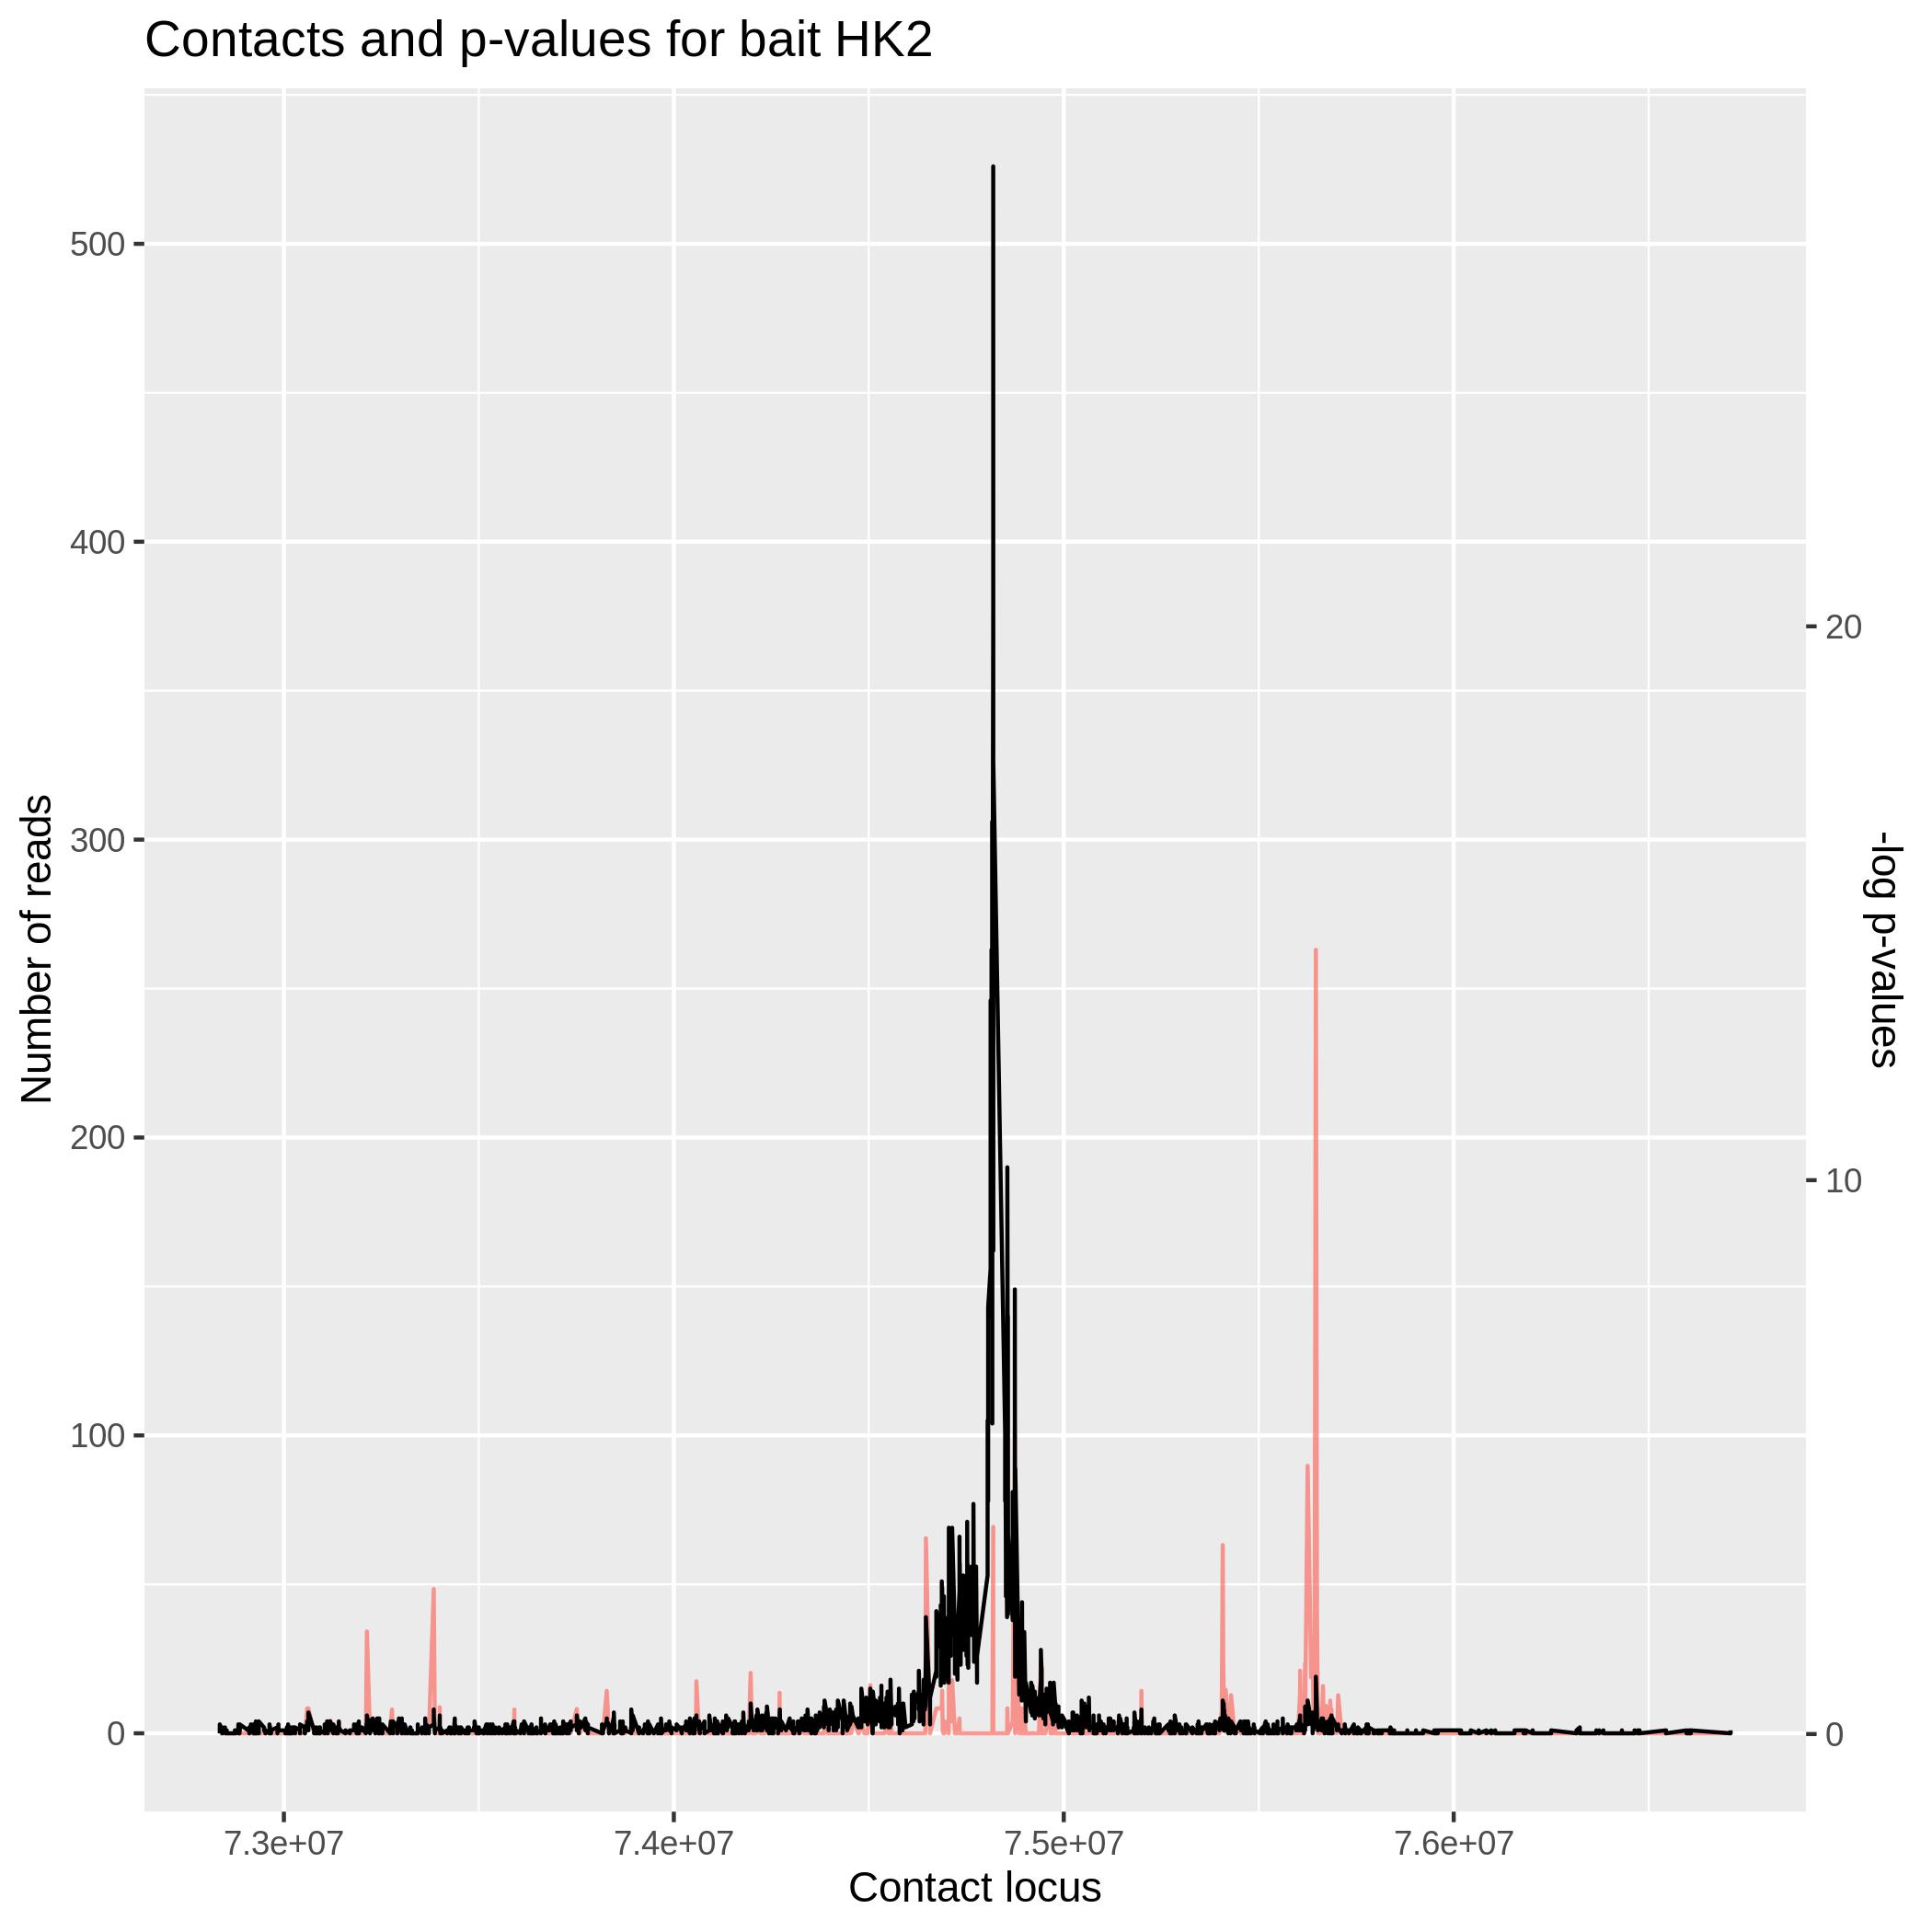 Contacts and p-values for bait HK2
Number of reads
500
400
300
200
100
0
20
10
0
-log p-values
7.3e+07
7.4e+07
7.5e+07
7.6e+07
Contact locus